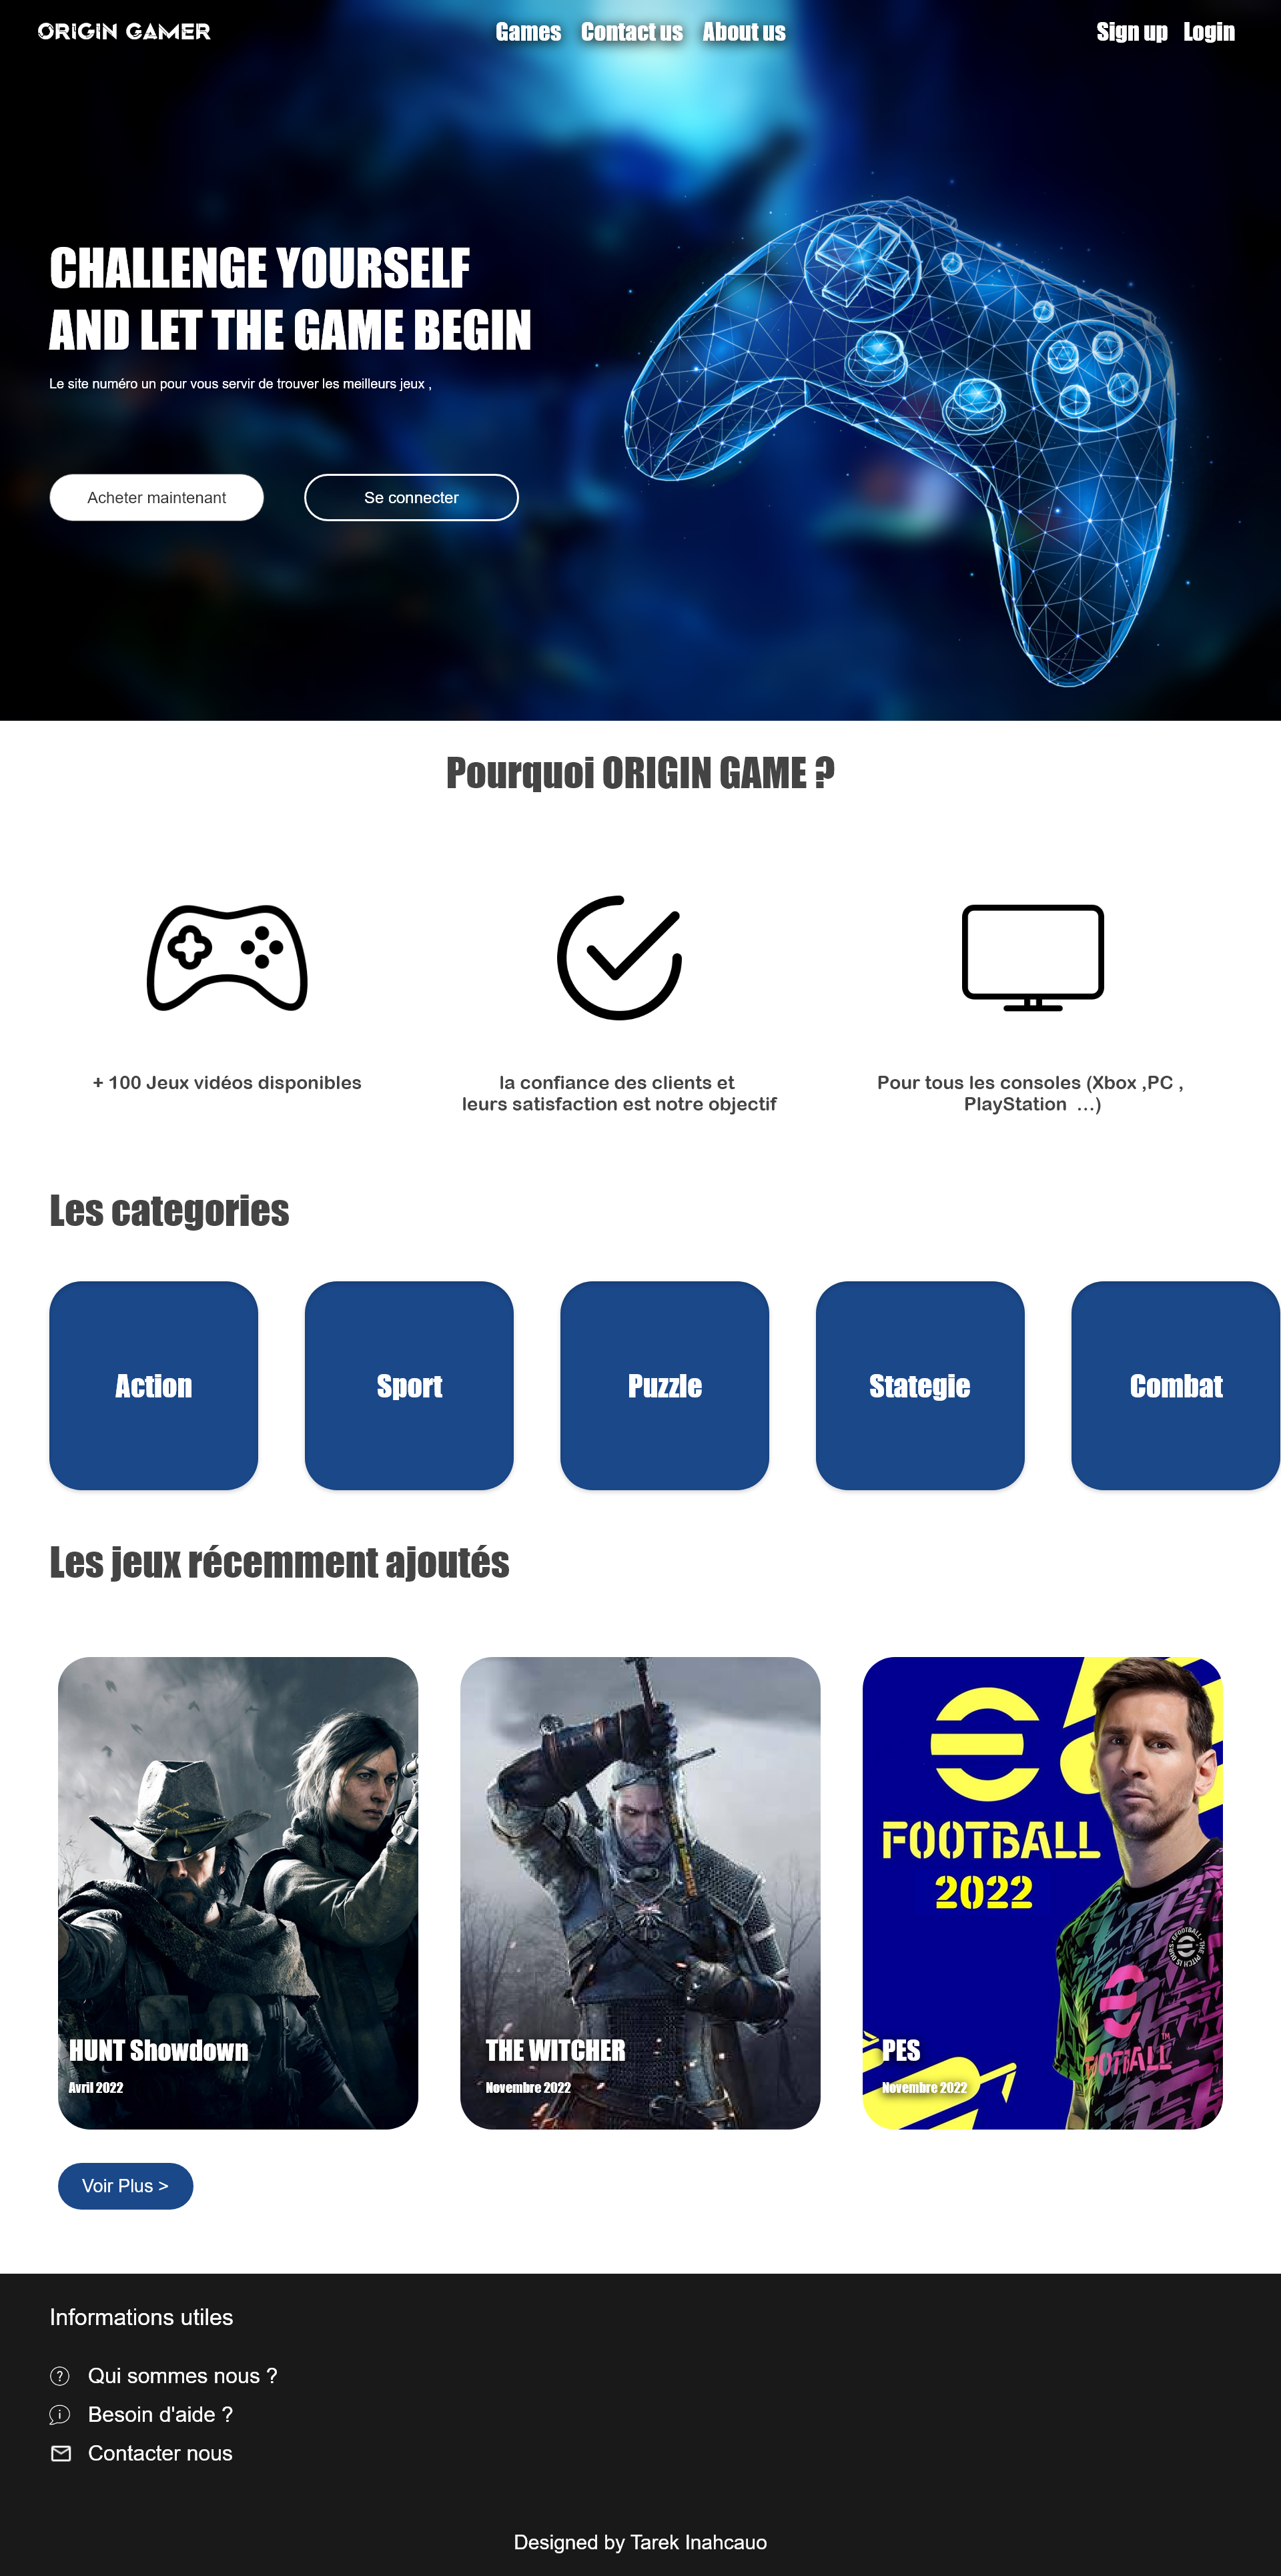 ORIGIN GAMER
Games Contact us About us
Sign up Login
CHALLENGE YOURSELF
AND LET THE GAME BEGIN
Le site numéro un pour vous servir de trouver les meilleurs jeux ,
Acheter maintenant
Se connecter
Pourquoi ORIGIN GAME ?
+ 100 Jeux vidéos disponibles
la confiance des clients et
leurs satisfaction est notre objectif
Pour tous les consoles (Xbox ,PC ,
PlayStation ...)
Les categories
Action
Sport
Puzzle
Stategie
Combat
Les jeux récemment ajoutés
HUNT Showdown
Avril 2022
THE WITCHER
Novembre 2022
FOOTBALL
2022
PES
Novembre 2022
Voir Plus >
Informations utiles
Qui sommes nous ?
Besoin d'aide ?
Contacter nous
Designed by Tarek Inahcauo